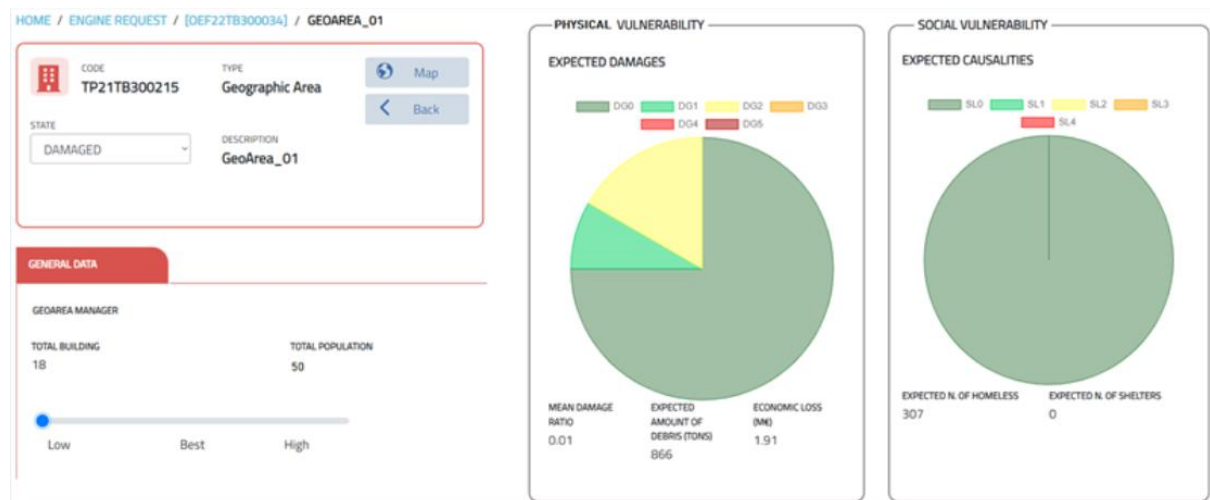 HOME / ENGINE REQUEST / [DEF22TB300034] / GEOAREA_01
CODE
TP21TB300215
TYPE
Geographic Area
Map
Back
STATE
DAMAGED
DESCRIPTION
GeoArea_01
GENERAL DATA
GEOAREA MANAGER
TOTAL BUILDING
18
TOTAL POPULATION
50
Low Best High
PHYSICAL VULNERABILITY
EXPECTED DAMAGES
DG0 DG1 DG2 DG3
DG4 DG5
MEAN DAMAGE
RATIO
0.01
EXPECTED
AMOUNT OF
DEBRIS (TONS)
866
ECONOMIC LOSS
(M€)
1.91
SOCIAL VULNERABILITY
EXPECTED CAUSALITIES
SL0 SL1 SL2 SL3
SL4
EXPECTED N. OF HOMELESS
307
EXPECTED N. OF SHELTERS
0